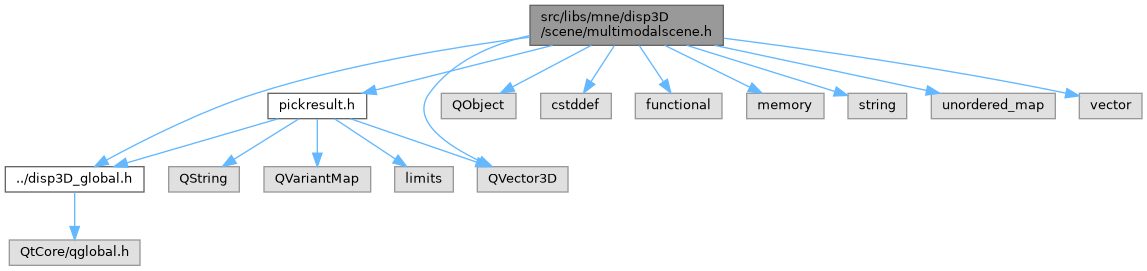 src/libs/mne/disp3D
/scene/multimodalscene.h
pickresult.h
QObject
cstddef
functional
memory
string
unordered_map
vector
../disp3D_global.h
QString
QVariantMap
limits
QVector3D
QtCore/qglobal.h